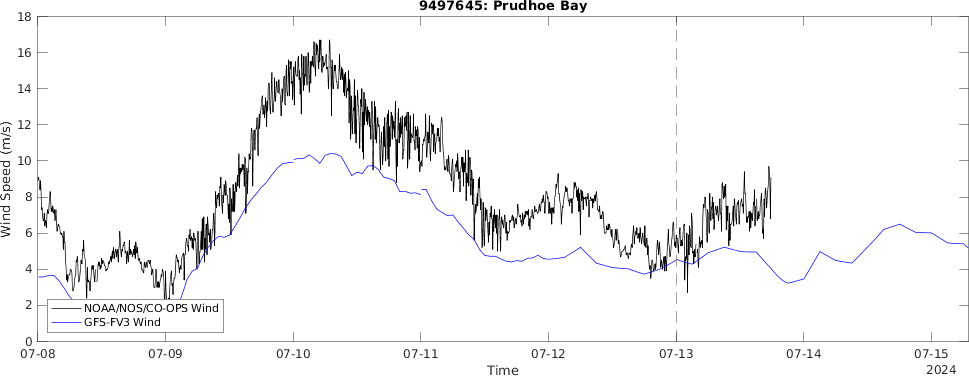 9497645: Prudhoe Bay
Wind Speed (m/s)
18
16
14
12
10
8
6
4
2
0
NOAA/NOS/CO-OPS Wind
GFS-FV3 Wind
07-08 07-09 07-10 07-11 07-12 07-13 07-14 07-15
Time
2024